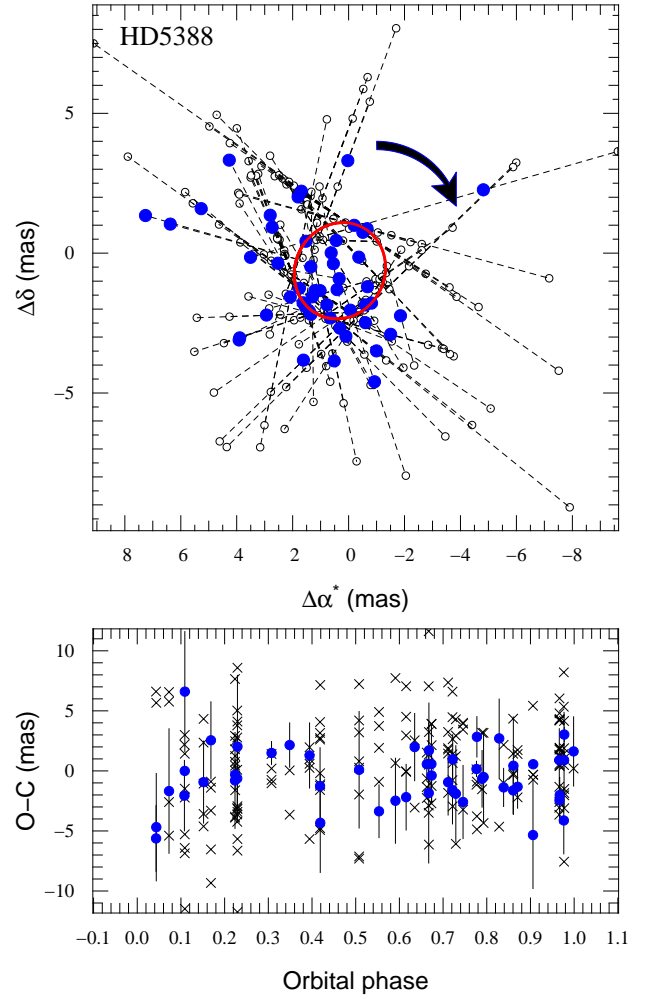 HD5388
5
0
−5
Δδ (mas)
8 6 4 2 0 −2 −4 −6 −8
Δα* (mas)
10
5
0
−5
−10
O−C (mas)
−0.1 0.0 0.1 0.2 0.3 0.4 0.5 0.6 0.7 0.8 0.9 1.0 1.1
Orbital phase